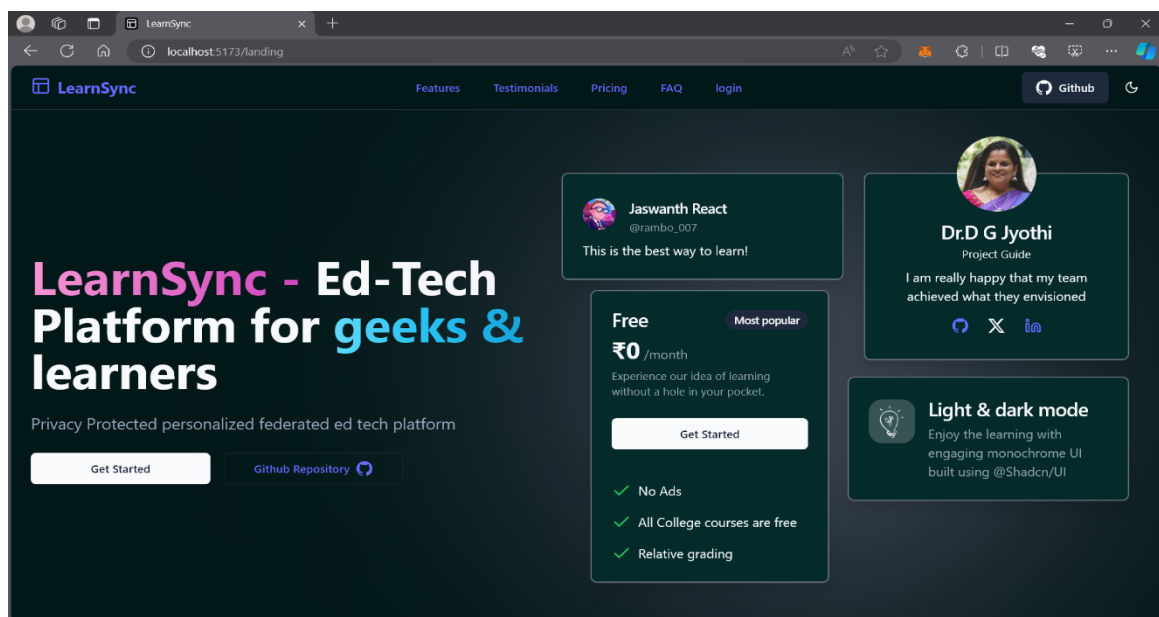 LearnSync
localhost:5173/landing
LearnSync
Features
Testimonials
Pricing
FAQ
login
Github
LearnSync - Ed-Tech
Platform for geeks &
learners
Privacy Protected personalized federated ed tech platform
Get Started
Github Repository
Jaswanth React
@rambo_007
This is the best way to learn!
Free
Most popular
₹0 /month
Experience our idea of learning
without a hole in your pocket.
Get Started
No Ads
All College courses are free
Relative grading
Dr.D G Jyothi
Project Guide
I am really happy that my team
achieved what they envisioned
Light & dark mode
Enjoy the learning with
engaging monochrome UI
built using @Shadcn/UI